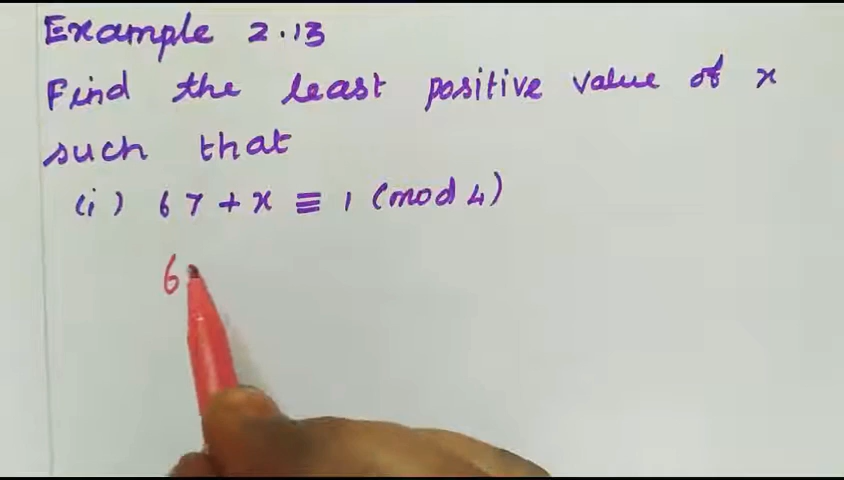 Example 2.13
Find the least positive value of x
such that
(i) 67 + x ≡ 1 (mod 4)
6